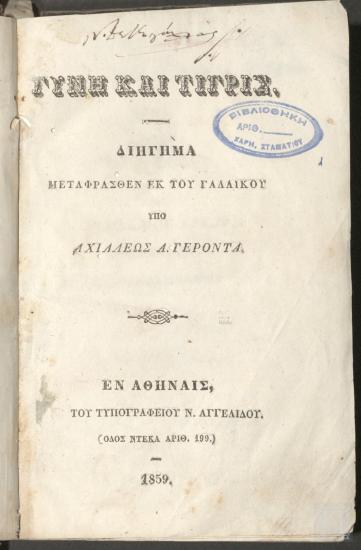 ΓΥΝΗ ΚΑΙ ΤΙΓΡΙΣ.
ΒΙΒΛΙΟΘΗΚΗ
ΑΡΙΘ.
ΧΑΡΗ, ΣΤΑΜΑΤΙΟΥ
ΔΙΗΓΗΜΑ
ΜΕΤΑΦΡΑΣΘΕΝ ΕΚ ΤΟΥ ΓΑΛΛΙΚΟΥ
ΥΠΟ
ΑΧΙΛΛΕΩΣ Α. ΓΕΡΟΝΤΑ.
ΕΝ ΑΘΗΝΑΙΣ,
ΤΟΥ ΤΥΠΟΓΡΑΦΕΙΟΥ Ν. ΑΓΓΕΛΙΔΟΥ.
(ΟΔΟΣ ΝΤΕΚΑ ΑΡΙΘ. 199.)
1859.